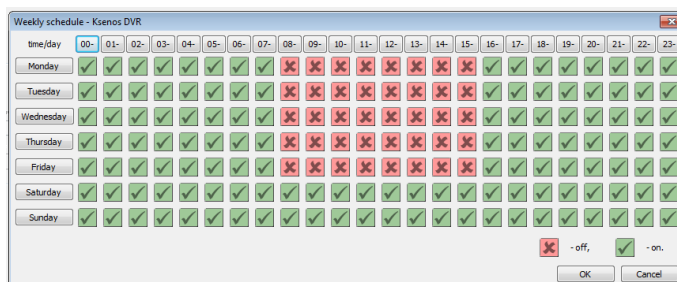 Weekly schedule - Ksenos DVR
time/day 00- 01- 02- 03- 04- 05- 06- 07- 08- 09- 10- 11- 12- 13- 14- 15- 16- 17- 18- 19- 20- 21- 22- 23-
Monday
Tuesday
Wednesday
Thursday
Friday
Saturday
Sunday
- off, - on.
OK Cancel